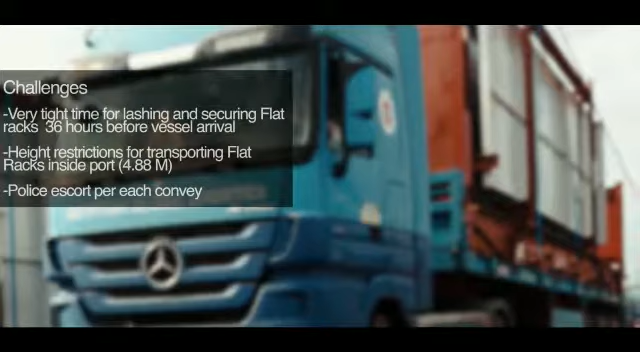 Challenges
-Very tight time for lashing and securing Flat
racks 36 hours before vessel arrival
-Height restrictions for transporting Flat
Racks inside port (4.88 M)
-Police escort per each convey